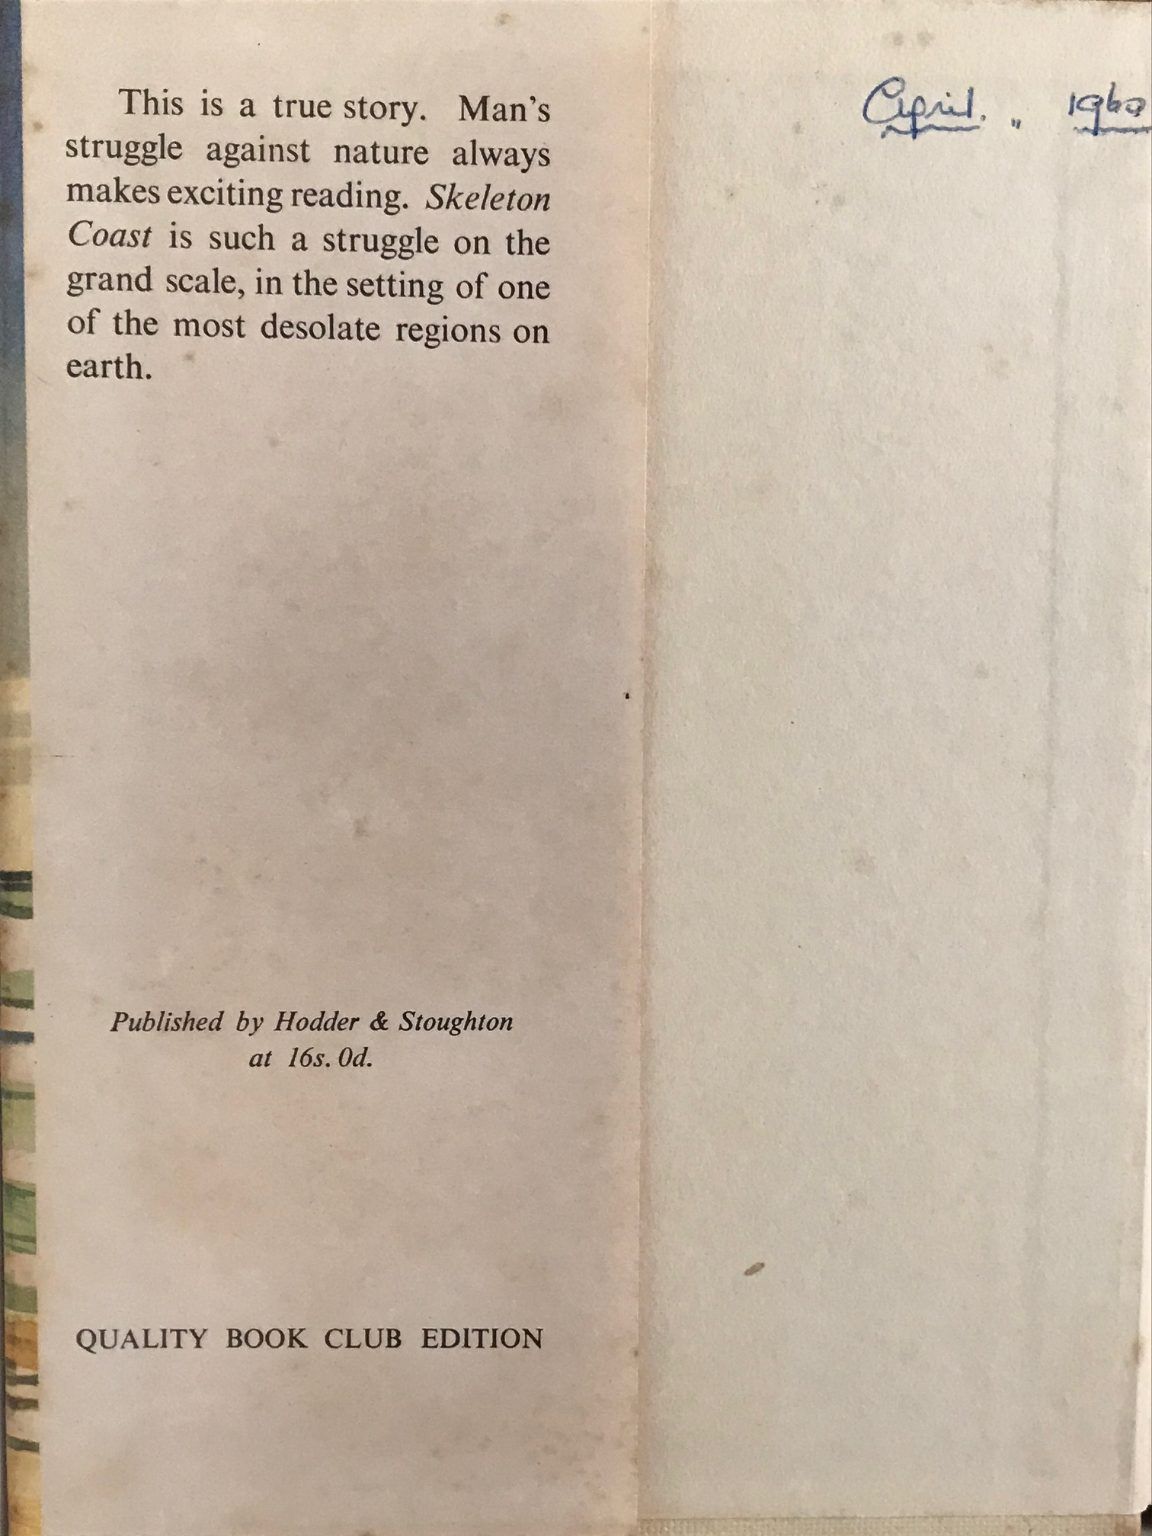 This is a true story. Man's
struggle against nature always
makes exciting reading. Skeleton
Coast is such a struggle on the
grand scale, in the setting of one
of the most desolate regions on
earth.
Published by Hodder & Stoughton
at 16s. 0d.
QUALITY BOOK CLUB EDITION
April. „ 1960